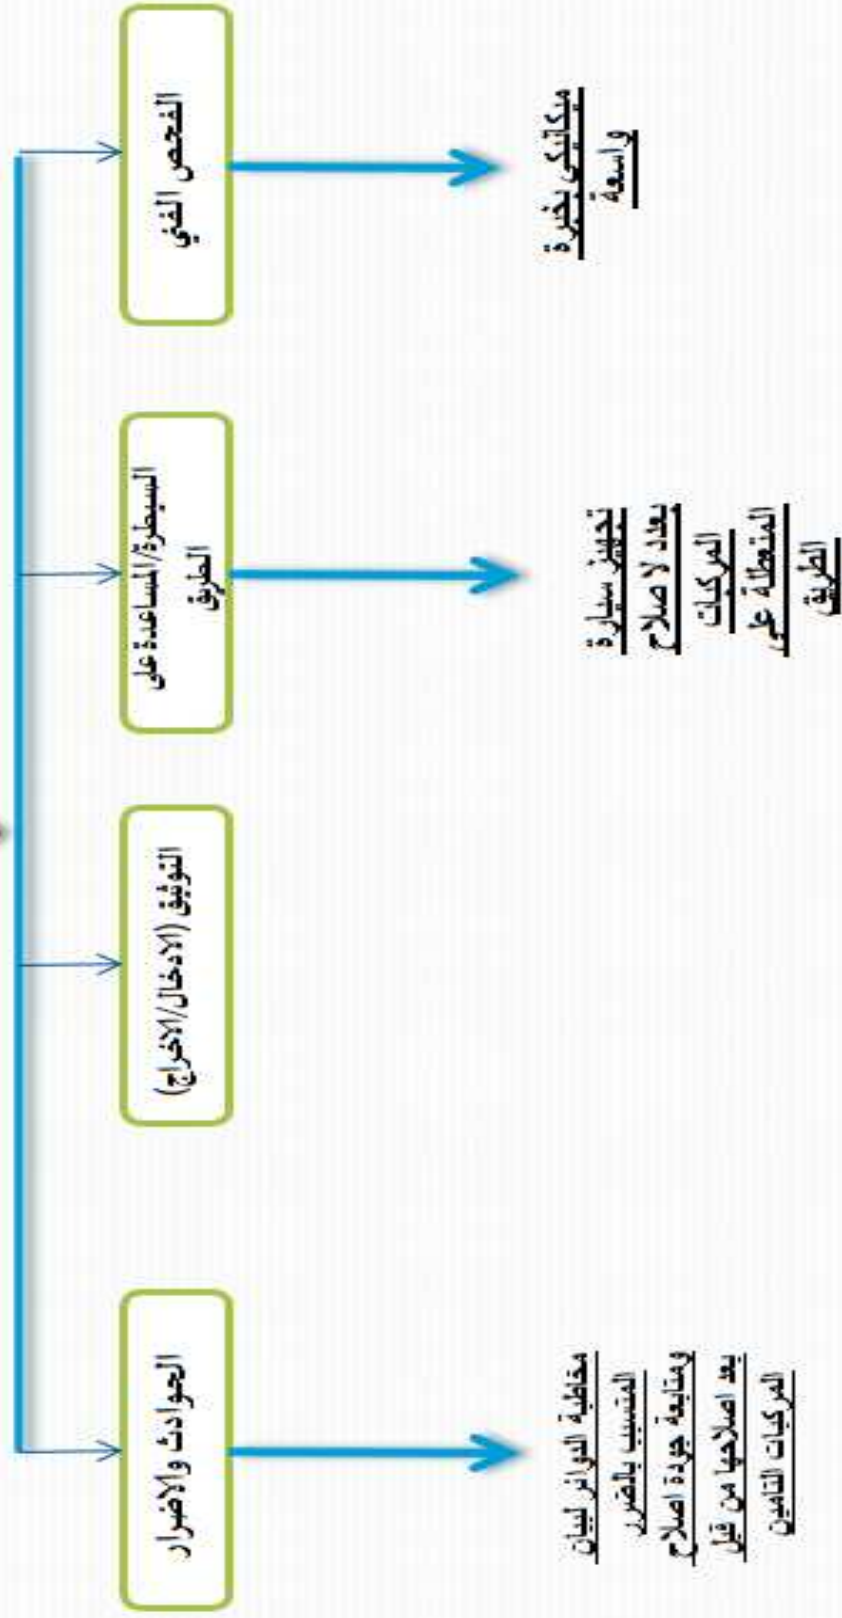 الفحص الفني
السيطرة/المساعدة على
الطريق
التوثيق (الادخال/الاخراج)
الحوادث والاضرار
ميكانيكي بخبرة
واسعة
تجهيز سيارة
بعدد لاصلاح
المركبات
المتعطلة على
الطريق
مخاطبة الدوائر لبيان
المتسبب بالضرر
ومتابعة جودة اصلاح
بعد اصلاحها من قبل
المركبات التامين